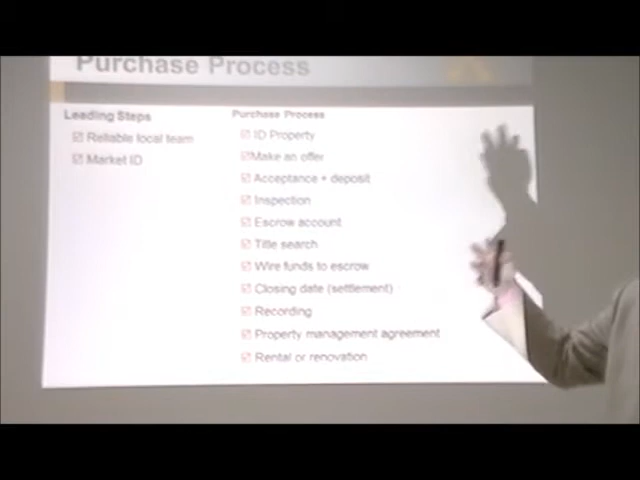 Purchase Process
Leading Steps
Reliable local team
Market ID
Purchase Process
ID Property
Make an offer
Acceptance + deposit
Inspection
Escrow account
Title search
Wire funds to escrow
Closing date (settlement)
Recording
Property management agreement
Rental or renovation